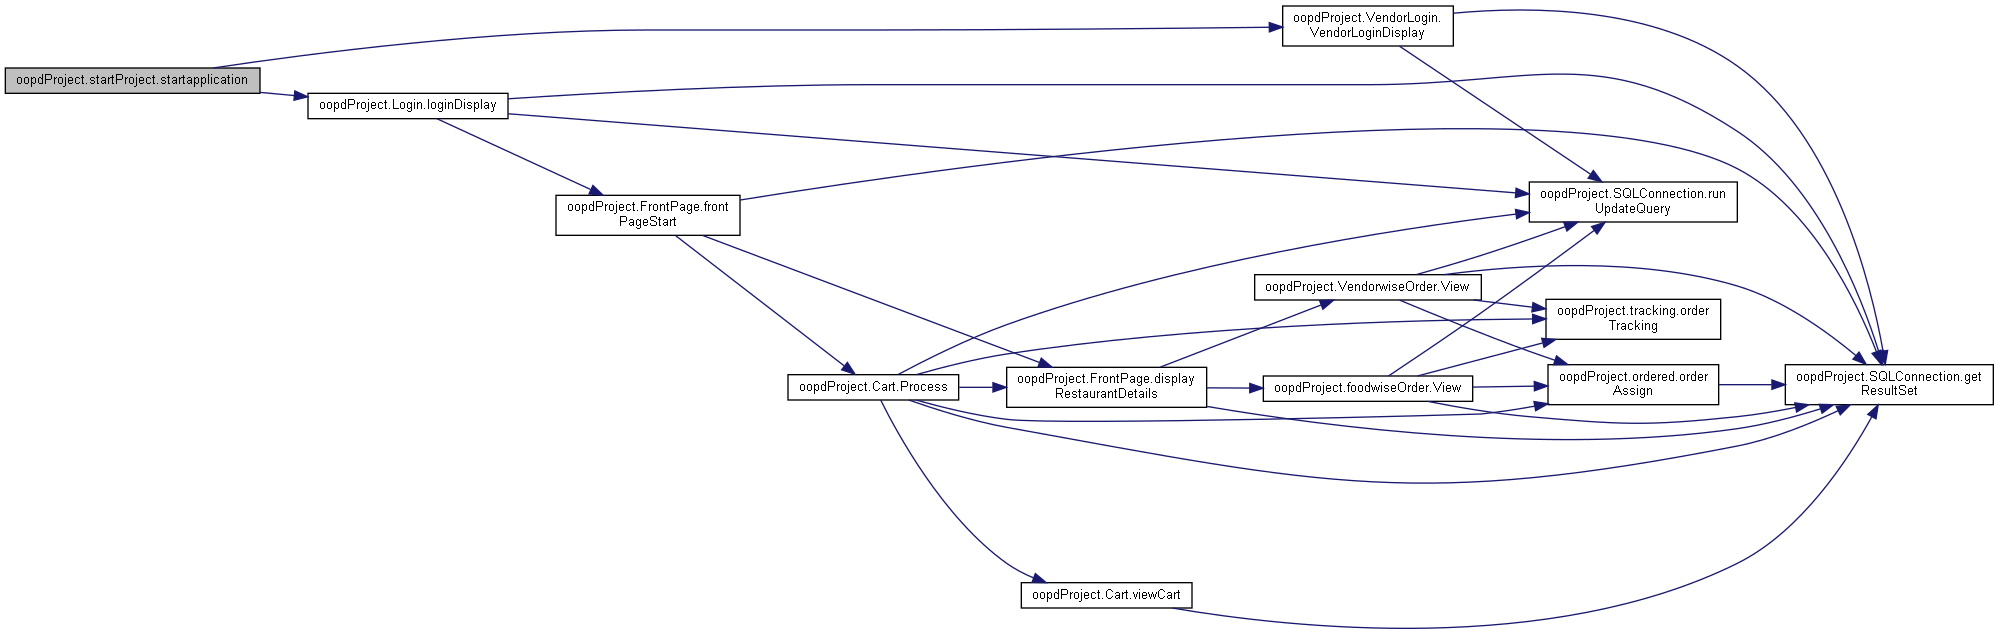 oopdProject.VendorLogin.
VendorLoginDisplay
oopdProject.startProject.startapplication
oopdProject.Login.loginDisplay
oopdProject.FrontPage.front
PageStart
oopdProject.SQLConnection.run
UpdateQuery
oopdProject.VendorwiseOrder.View
oopdProject.tracking.order
Tracking
oopdProject.Cart.Process
oopdProject.FrontPage.display
RestaurantDetails
oopdProject.foodwiseOrder.View
oopdProject.ordered.order
Assign
oopdProject.SQLConnection.get
ResultSet
oopdProject.Cart.viewCart